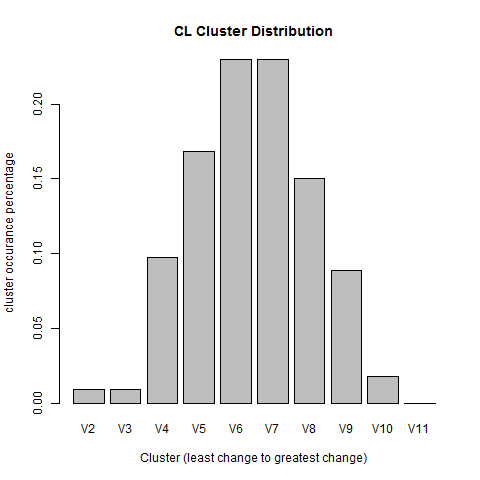 CL Cluster Distribution
cluster occurance percentage
0.20
0.15
0.10
0.05
0.00
V2 V3 V4 V5 V6 V7 V8 V9 V10 V11
Cluster (least change to greatest change)